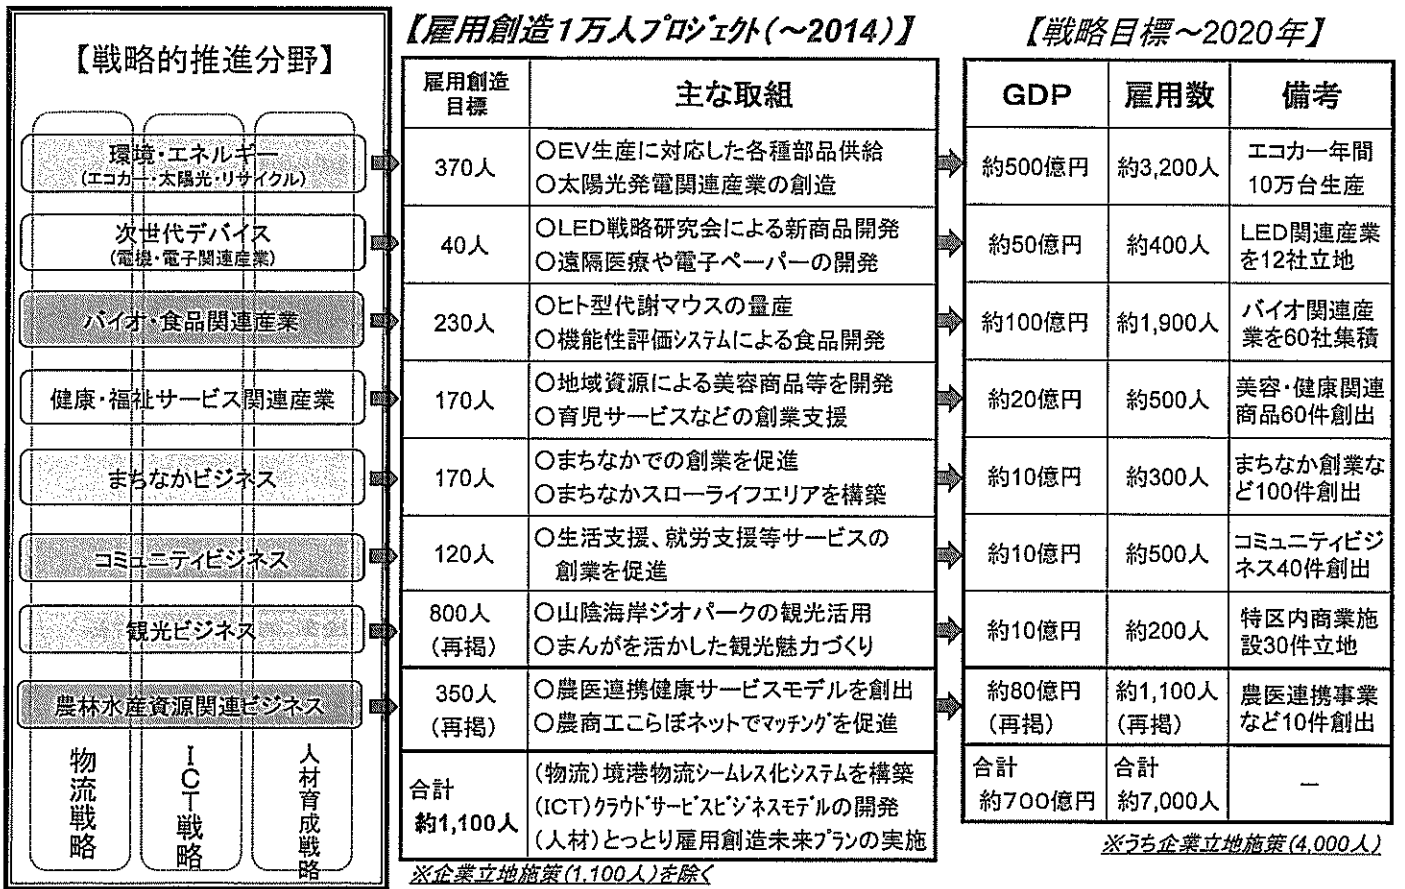 【戦略的推進分野】
環境・エネルギー
(エコカー・太陽光・リサイクル)
次世代デバイス
(電機・電子関連産業)
バイオ・食品関連産業
健康・福祉サービス関連産業
まちなかビジネス
コミュニティビジネス
観光ビジネス
農林水産資源関連ビジネス
物流戦略
ICT戦略
人材育成戦略
【雇用創造1万人プロジェクト(～2014)】
雇用創造
目標
主な取組
370人
○EV生産に対応した各種部品供給
○太陽光発電関連産業の創造
40人
○LED戦略研究会による新商品開発
○遠隔医療や電子ペーパーの開発
230人
○ヒト型代謝マウスの量産
○機能性評価システムによる食品開発
170人
○地域資源による美容商品等を開発
○育児サービスなどの創業支援
170人
○まちなかでの創業を促進
○まちなかスローライフエリアを構築
120人
○生活支援、就労支援等サービスの
創業を促進
800人
(再掲)
○山陰海岸ジオパークの観光活用
○まんがを活かした観光魅力づくり
350人
(再掲)
○農医連携健康サービスモデルを創出
○農商工こらぼネットでマッチングを促進
合計
約1,100人
(物流)境港物流シームレス化システムを構築
(ICT)クラウドサービスビジネスモデルの開発
(人材)とっとり雇用創造未来プランの実施
※企業立地施策(1,100人)を除く
【戦略目標～2020年】
GDP
雇用数
備考
約500億円
約3,200人
エコカー年間
10万台生産
約50億円
約400人
LED関連産業
を12社立地
約100億円
約1,900人
バイオ関連産
業を60社集積
約20億円
約500人
美容・健康関連
商品60件創出
約10億円
約300人
まちなか創業な
ど100件創出
約10億円
約500人
コミュニティビジ
ネス40件創出
約10億円
約200人
特区内商業施
設30件立地
約80億円
(再掲)
約1,100人
(再掲)
農医連携事業
など10件創出
合計
約700億円
合計
約7,000人
－
※うち企業立地施策(4,000人)